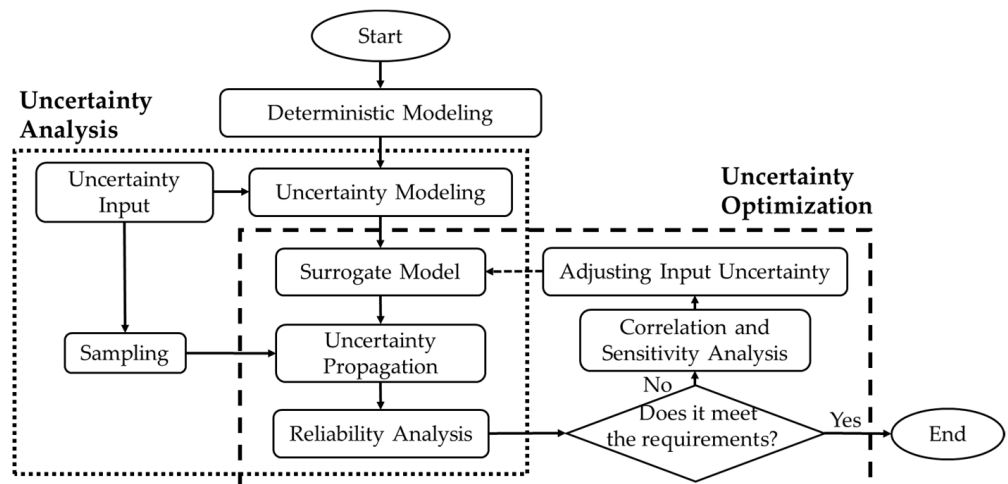 Start
Deterministic Modeling
Uncertainty
Analysis
Uncertainty
Input
Uncertainty Modeling
Uncertainty
Optimization
Surrogate Model
Adjusting Input Uncertainty
Sampling
Uncertainty
Propagation
Correlation and
Sensitivity Analysis
No
Reliability Analysis
Does it meet
the requirements?
Yes
End